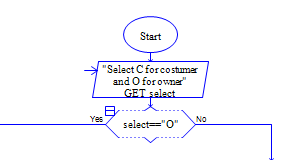 Start
"Select C for costumer
and O for owner"
GET select
Yes
select=="O"
No